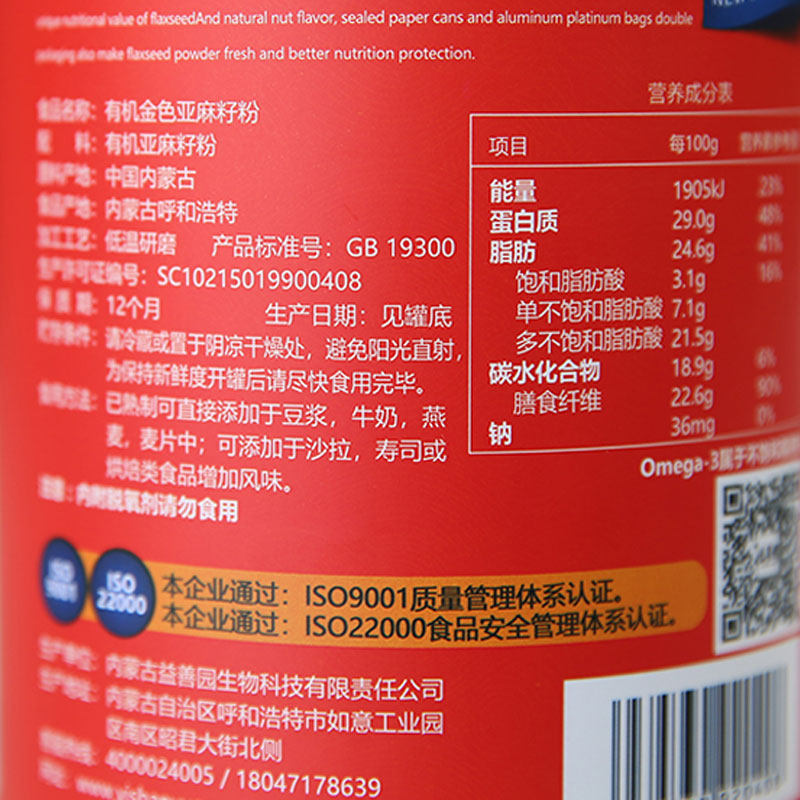 unique nutritional value of flaxseedAnd natural nut flavor, sealed paper cans and aluminum platinum bags double
packaging also make flaxseed powder fresh and better nutrition protection.
食品名称：有机金色亚麻籽粉
配 料：有机亚麻籽粉
原料产地：中国内蒙古
食品产地：内蒙古呼和浩特
加工工艺：低温研磨 产品标准号：GB 19300
生产许可证编号：SC10215019900408
保 质 期：12个月 生产日期：见罐底
贮存条件：请冷藏或置于阴凉干燥处，避免阳光直射，
为保持新鲜度开罐后请尽快食用完毕。
食用方法：已熟制可直接添加于豆浆，牛奶，燕
麦，麦片中；可添加于沙拉，寿司或
烘焙类食品增加风味。
注意：内附脱氧剂请勿食用
营养成分表
项目 每100g 营养素参考
能量 1905kJ 23%
蛋白质 29.0g 48%
脂肪 24.6g 41%
饱和脂肪酸 3.1g 16%
单不饱和脂肪酸 7.1g
多不饱和脂肪酸 21.5g
碳水化合物 18.9g 6%
膳食纤维 22.6g 90%
钠 36mg 0%
Omega-3属于不饱和
ISO 9001
ISO 22000
本企业通过：ISO9001质量管理体系认证。
本企业通过：ISO22000食品安全管理体系认证。
生产单位：内蒙古益善园生物科技有限责任公司
生产地址：内蒙古自治区呼和浩特市如意工业园
区南区昭君大街北侧
4000024005 / 18047178639